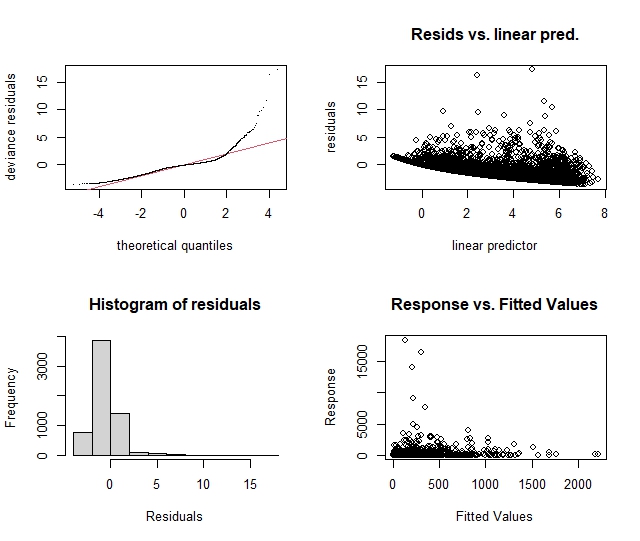 deviance residuals
0 5 10 15
-4 -2 0 2 4
theoretical quantiles
Resids vs. linear pred.
residuals
0 5 10 15
0 2 4 6 8
linear predictor
Histogram of residuals
Frequency
0 1000 3000
0 5 10 15
Residuals
Response vs. Fitted Values
Response
0 5000 15000
0 500 1000 1500 2000
Fitted Values